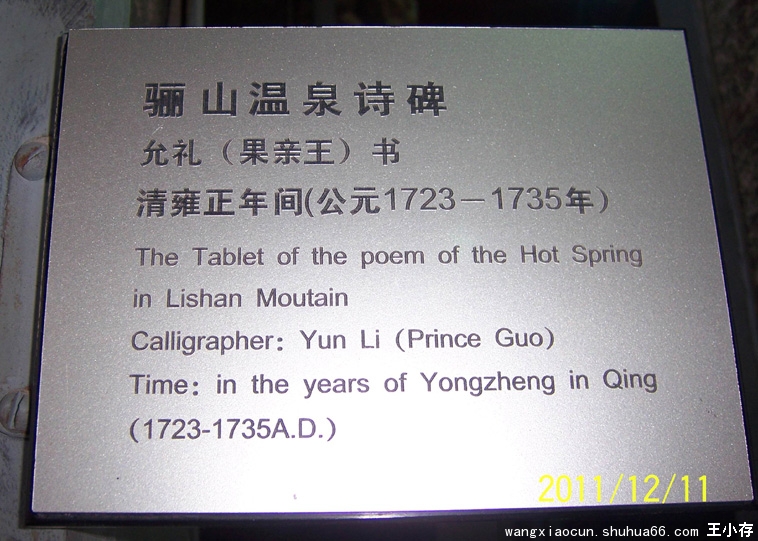 骊山温泉诗碑
允礼（果亲王）书
清雍正年间(公元1723－1735年）
The Tablet of the poem of the Hot Spring
in Lishan Moutain
Calligrapher: Yun Li (Prince Guo)
Time: in the years of Yongzheng in Qing
(1723-1735A.D.)
2011/12/11
wangxiaocun.shuhua66.com 王小存